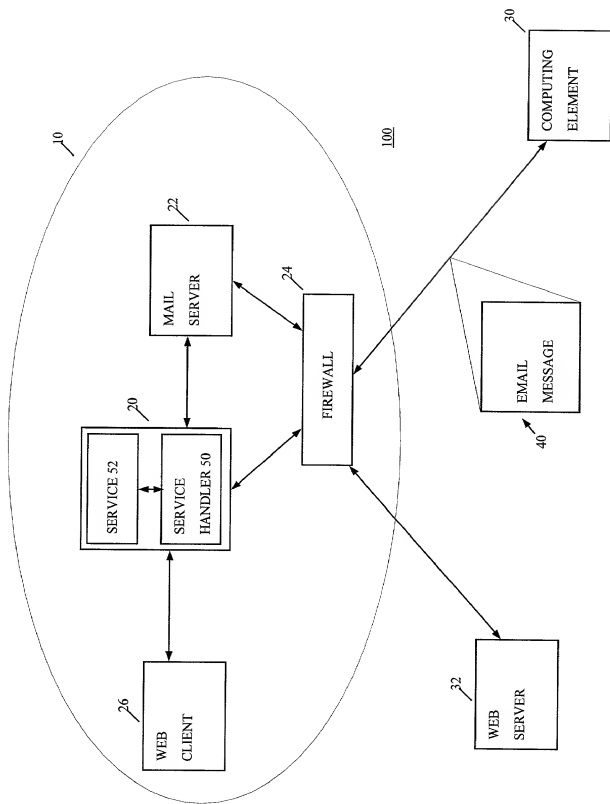 10
100
26
WEB
CLIENT
20
SERVICE 52
SERVICE
HANDLER 50
22
MAIL
SERVER
24
FIREWALL
32
WEB
SERVER
40
EMAIL
MESSAGE
30
COMPUTING
ELEMENT